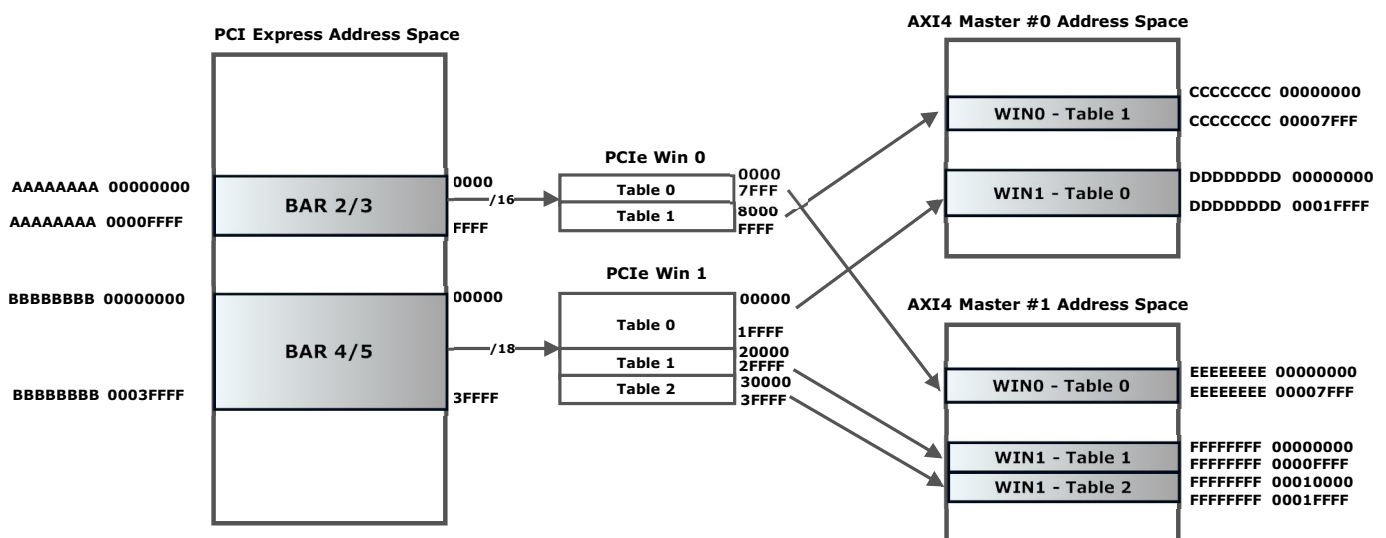 PCI Express Address Space
AAAAAAAA 00000000
AAAAAAAA 0000FFFF
BAR 2/3
0000
FFFF
/16
BBBBBBBB 00000000
BBBBBBBB 0003FFFF
BAR 4/5
00000
3FFFF
/18
PCIe Win 0
Table 0
Table 1
0000
7FFF
8000
FFFF
PCIe Win 1
Table 0
Table 1
Table 2
00000
1FFFF
20000
2FFFF
30000
3FFFF
AXI4 Master #0 Address Space
WIN0 - Table 1
CCCCCCCC 00000000
CCCCCCCC 00007FFF
WIN1 - Table 0
DDDDDDDD 00000000
DDDDDDDD 0001FFFF
AXI4 Master #1 Address Space
WIN0 - Table 0
EEEEEEEE 00000000
EEEEEEEE 00007FFF
WIN1 - Table 1
WIN1 - Table 2
FFFFFFFF 00000000
FFFFFFFF 0000FFFF
FFFFFFFF 00010000
FFFFFFFF 0001FFFF